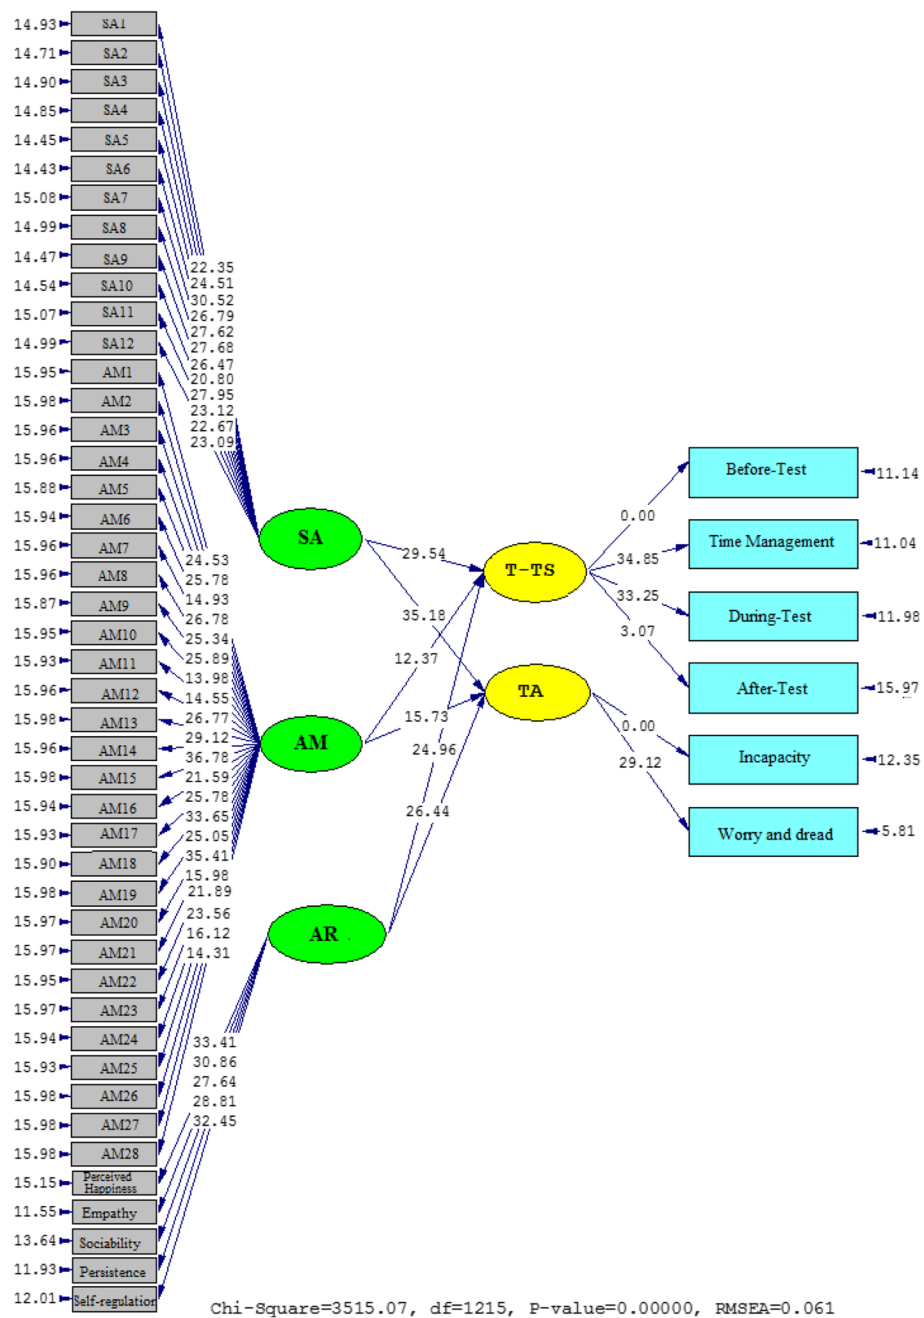 14.93 SA1
14.71 SA2
14.90 SA3
14.85 SA4
14.45 SA5
14.43 SA6
15.08 SA7
14.99 SA8
14.47 SA9
14.54 SA10
15.07 SA11
14.99 SA12
15.95 AM1
15.98 AM2
15.96 AM3
15.96 AM4
15.88 AM5
15.94 AM6
15.96 AM7
15.96 AM8
15.87 AM9
15.95 AM10
15.93 AM11
15.96 AM12
15.98 AM13
15.96 AM14
15.98 AM15
15.94 AM16
15.93 AM17
15.90 AM18
15.98 AM19
15.97 AM20
15.97 AM21
15.95 AM22
15.97 AM23
15.94 AM24
15.93 AM25
15.98 AM26
15.98 AM27
15.98 AM28
15.15 Perceived
Happiness
11.55 Empathy
13.64 Sociability
11.93 Persistence
12.01 Self-regulation
22.35
24.51
30.52
26.79
27.62
27.68
26.47
20.80
27.95
23.12
22.67
23.09
24.53
25.78
14.93
26.78
25.34
25.89
13.98
14.55
26.77
29.12
36.78
21.59
25.78
33.65
25.05
35.41
15.98
21.89
23.56
16.12
14.31
33.41
30.86
27.64
28.81
32.45
SA
AM
AR
29.54
35.18
12.37
15.73
24.96
26.44
T-TS
TA
0.00
34.85
33.25
3.07
0.00
29.12
Before-Test 11.14
Time Management 11.04
During-Test 11.98
After-Test 15.97
Incapacity 12.35
Worry and dread 5.81
Chi-Square=3515.07, df=1215, P-value=0.00000, RMSEA=0.061